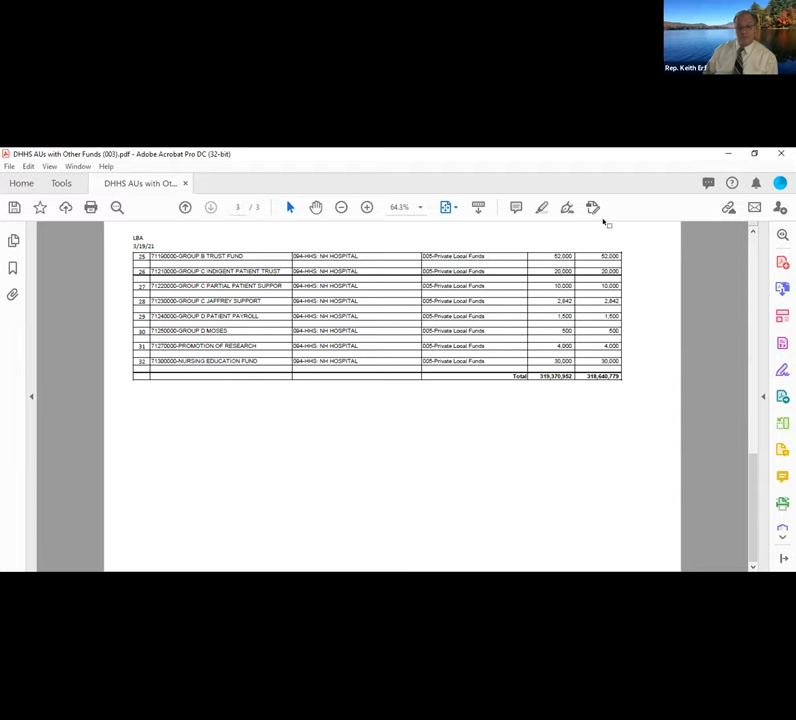 Rep. Keith Erf
DHHS AUs with Other Funds (003).pdf - Adobe Acrobat Pro DC (32-bit)
File Edit View Window Help
Home Tools DHHS AUs with Ot... ×
3 / 3 64.3%
LBA
3/19/21
25 71190000-GROUP B TRUST FUND 094-HHS: NH HOSPITAL 005-Private Local Funds 52,000 52,000
26 71210000-GROUP C INDIGENT PATIENT TRUST 094-HHS: NH HOSPITAL 005-Private Local Funds 20,000 20,000
27 71220000-GROUP C PARTIAL PATIENT SUPPOR 094-HHS: NH HOSPITAL 005-Private Local Funds 10,000 10,000
28 71230000-GROUP C JAFFREY SUPPORT 094-HHS: NH HOSPITAL 005-Private Local Funds 2,842 2,842
29 71240000-GROUP D PATIENT PAYROLL 094-HHS: NH HOSPITAL 005-Private Local Funds 1,500 1,500
30 71250000-GROUP D MOSES 094-HHS: NH HOSPITAL 005-Private Local Funds 500 500
31 71270000-PROMOTION OF RESEARCH 094-HHS: NH HOSPITAL 005-Private Local Funds 4,000 4,000
32 71300000-NURSING EDUCATION FUND 094-HHS: NH HOSPITAL 005-Private Local Funds 30,000 30,000
Total 319,370,952 318,640,779